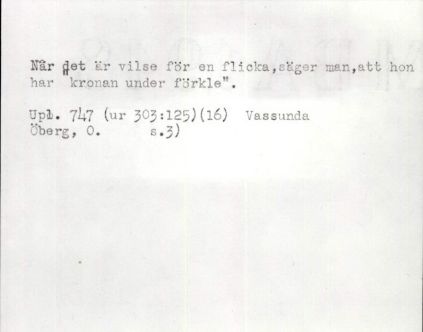 När det är vilse för en flicka,säger man,att hon
har "kronan under förkle".
Upl. 747 (ur 303:125)(16) Vassunda
Öberg, O. s.3)